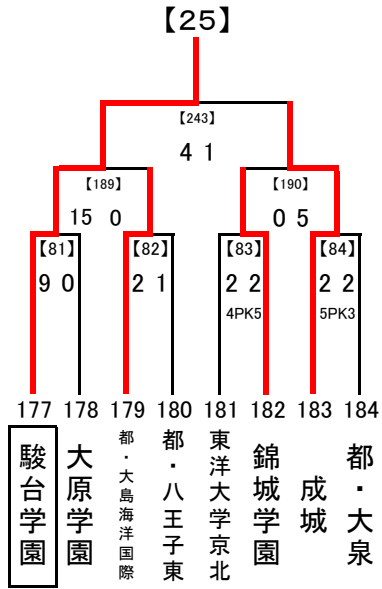 【25】
【243】
4 1
【189】
【190】
15 0
0 5
【81】
【82】
【83】
【84】
9 0
2 1
2 2
2 2
4PK5
5PK3
177 178 179 180 181 182 183 184
駿台学園
大原学園
都・大島海洋国際
都・八王子東
東洋大学京北
錦城学園
成城
都・大泉